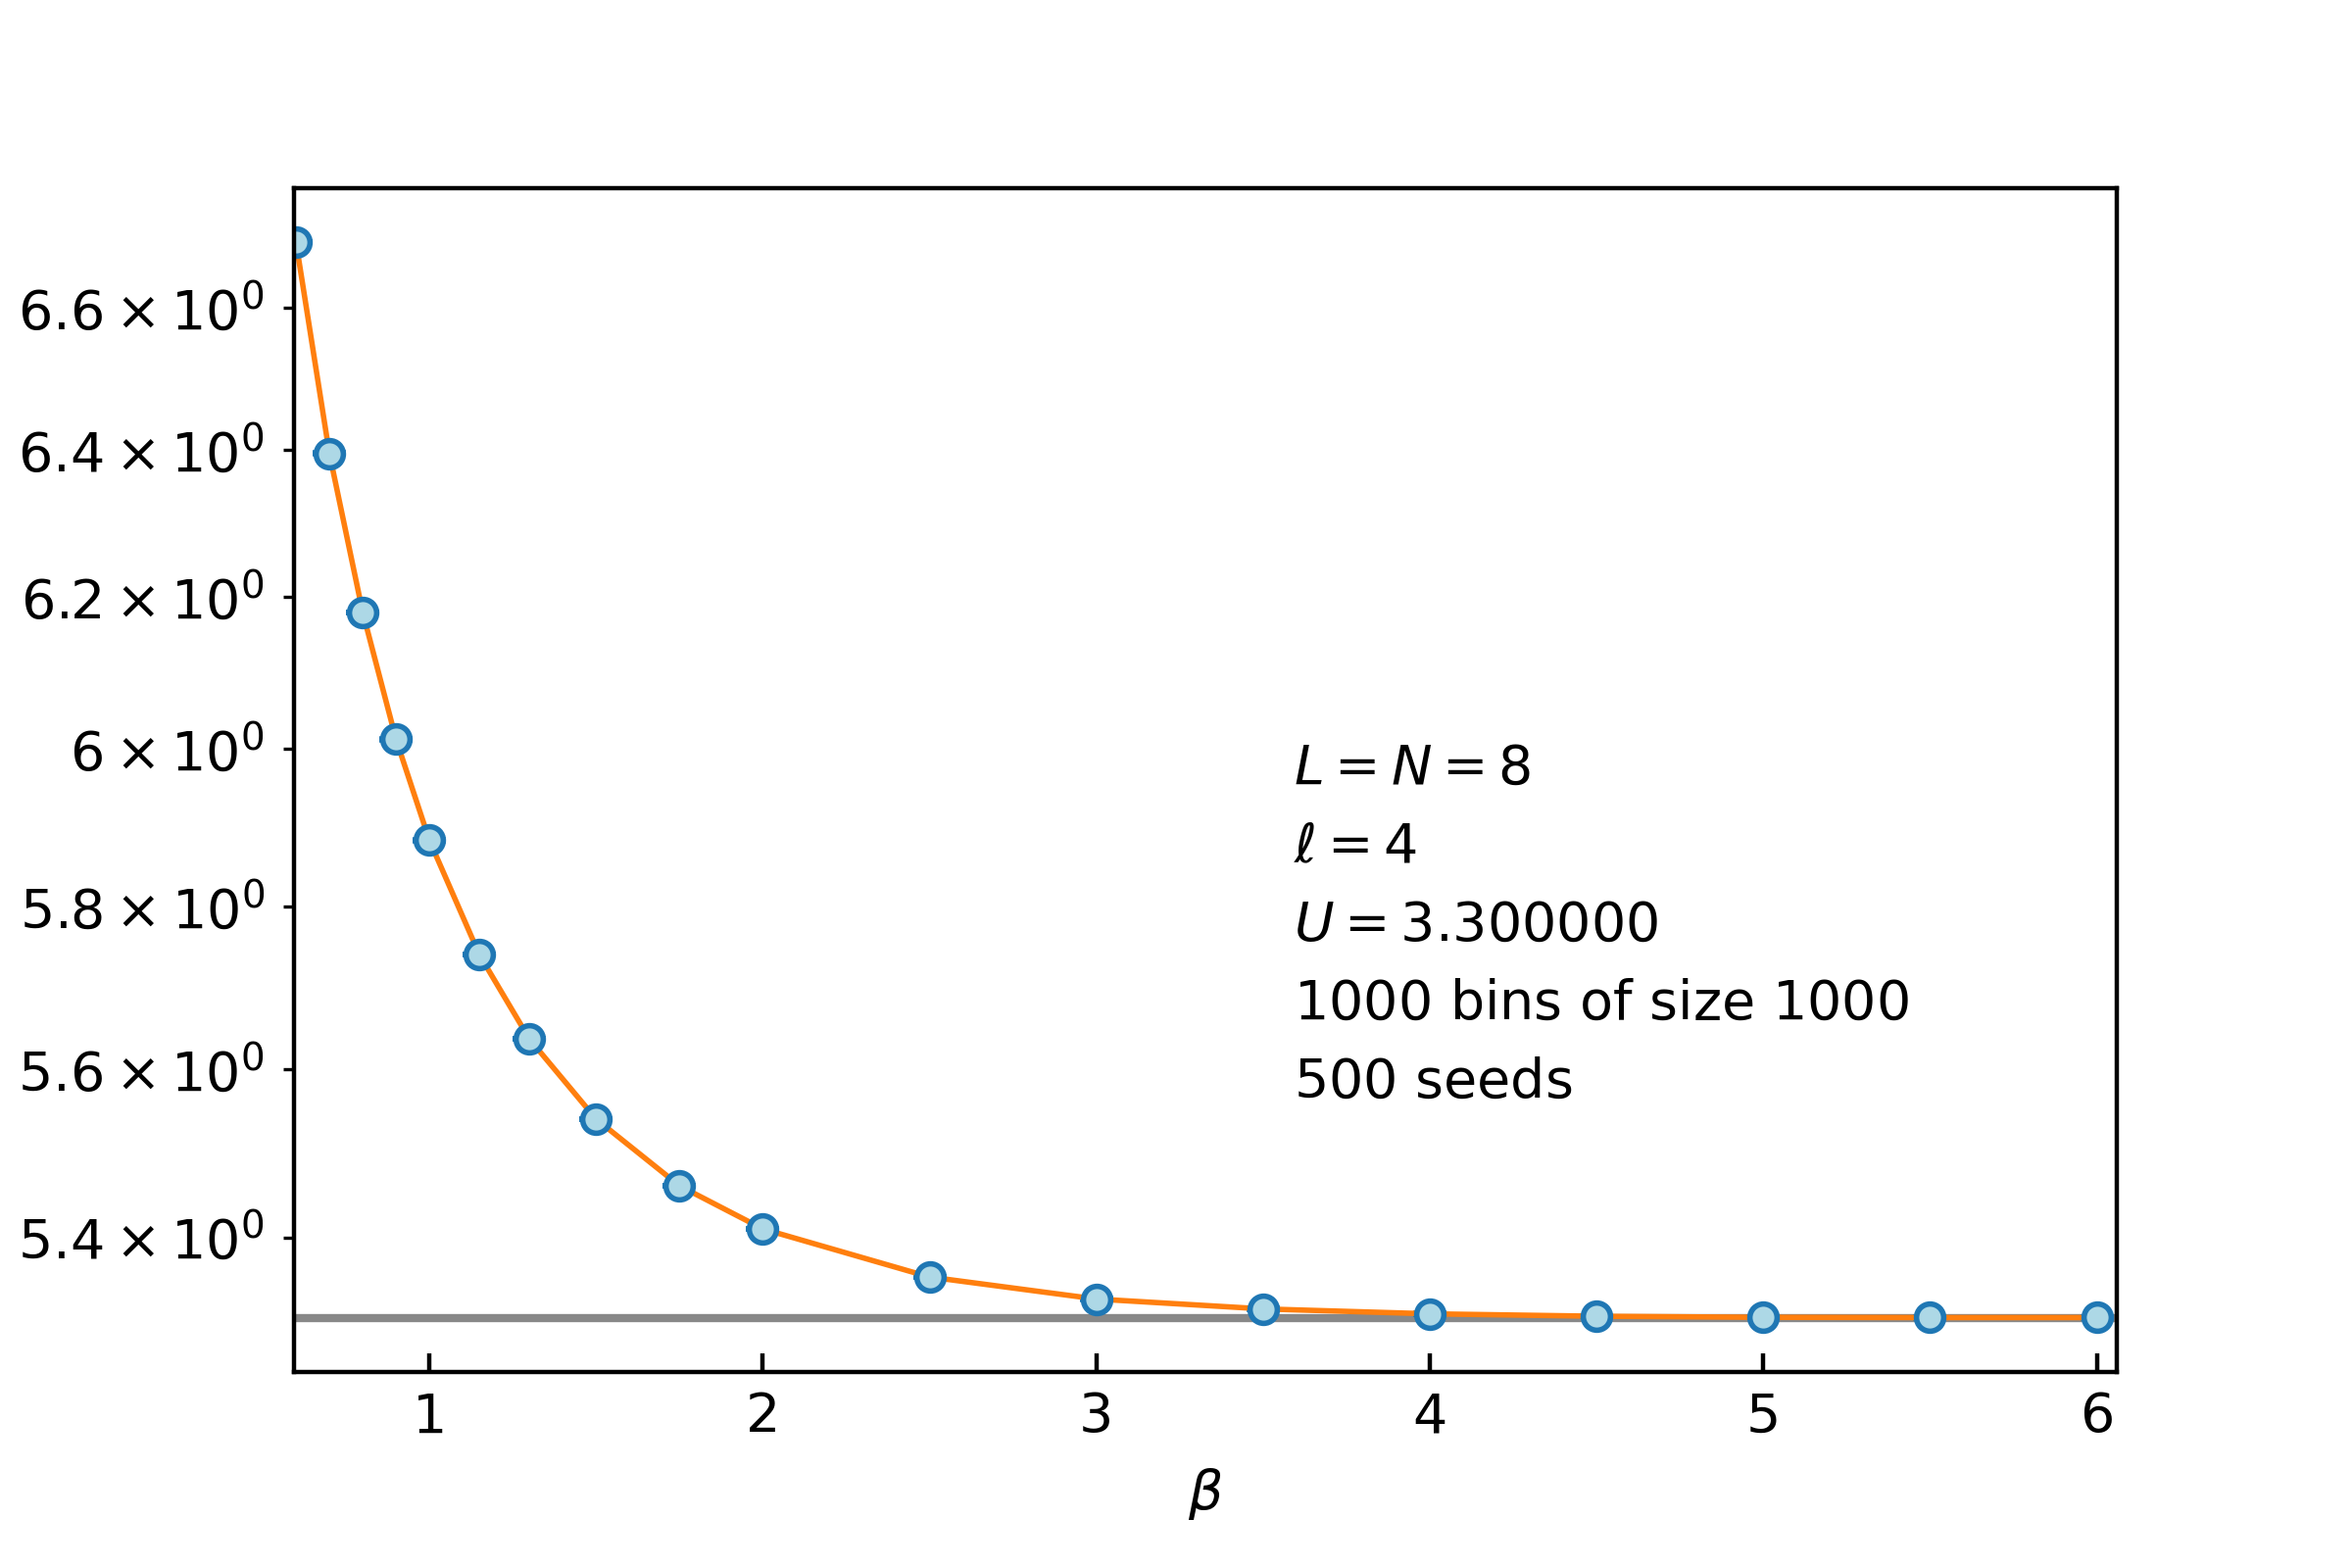 6.6 × 10⁰
6.4 × 10⁰
6.2 × 10⁰
6 × 10⁰
5.8 × 10⁰
5.6 × 10⁰
5.4 × 10⁰
L = N = 8
ℓ = 4
U = 3.300000
1000 bins of size 1000
500 seeds
1 2 3 4 5 6
β